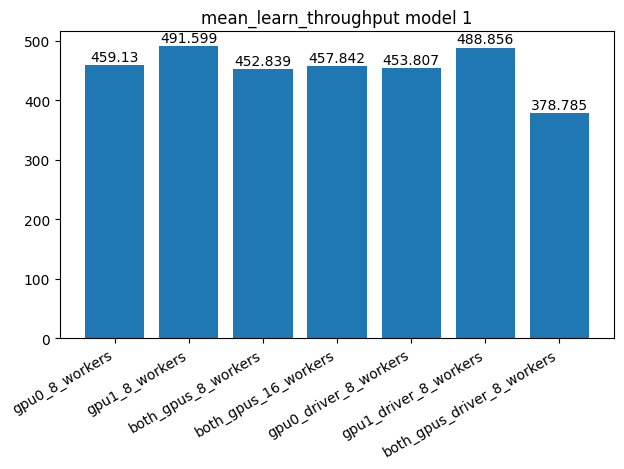 mean_learn_throughput model 1
500
400
300
200
100
0
459.13
491.599
452.839
457.842
453.807
488.856
378.785
gpu0_8_workers
gpu1_8_workers
both_gpus_8_workers
both_gpus_16_workers
gpu0_driver_8_workers
gpu1_driver_8_workers
both_gpus_driver_8_workers